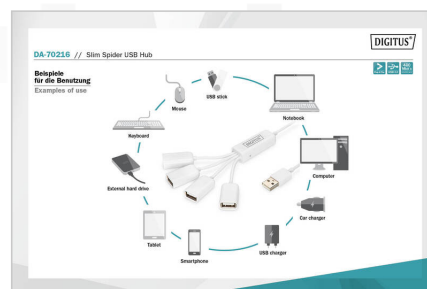 DIGITUS®
DA-70216 // Slim Spider USB Hub
Beispiele
für die Benutzung
Examples of use
USB stick
Mouse
Notebook
Keyboard
DIGITUS
Computer
External hard drive
Car charger
Tablet
USB charger
Smartphone